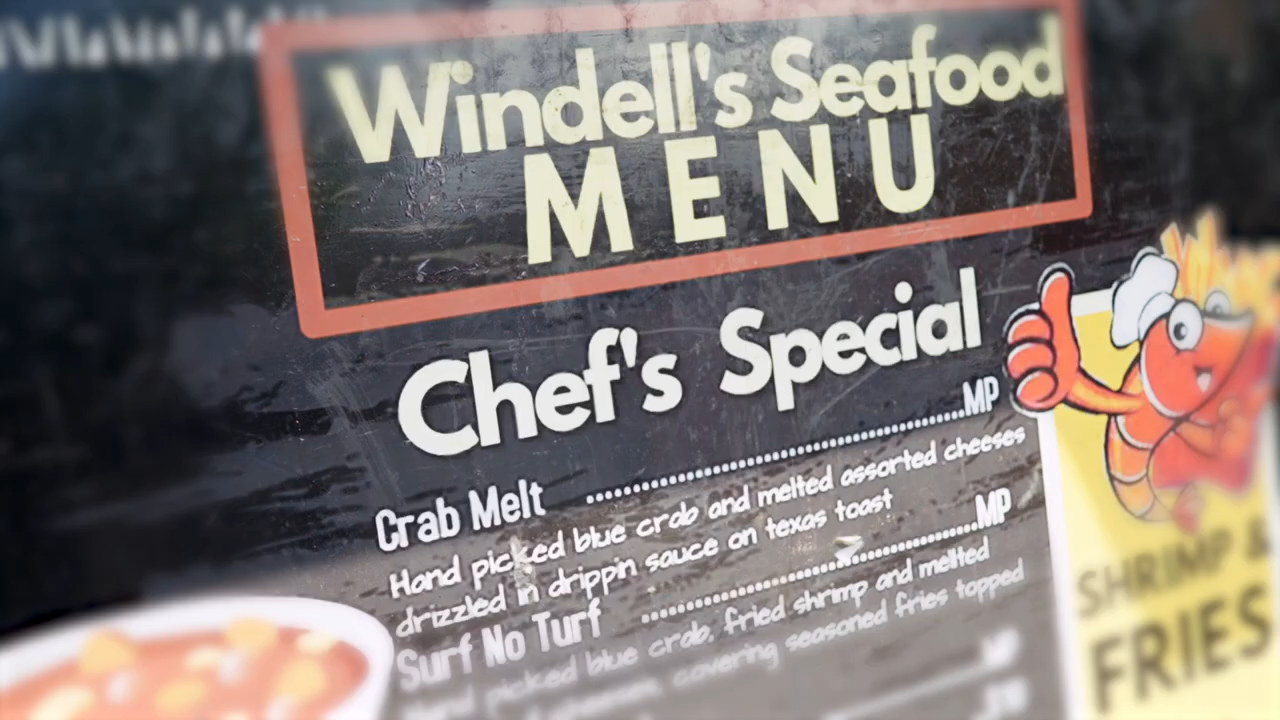 Windell's Seafood
MENU
Chef's Special
Crab Melt ..........MP
Hand picked blue crab and melted assorted cheeses
drizzled in drippin sauce on texas toast
Surf No Turf ..........MP
Hand picked blue crab, fried shrimp and melted
cheeses covering seasoned fries topped
MP
SHRIMP &
FRIES